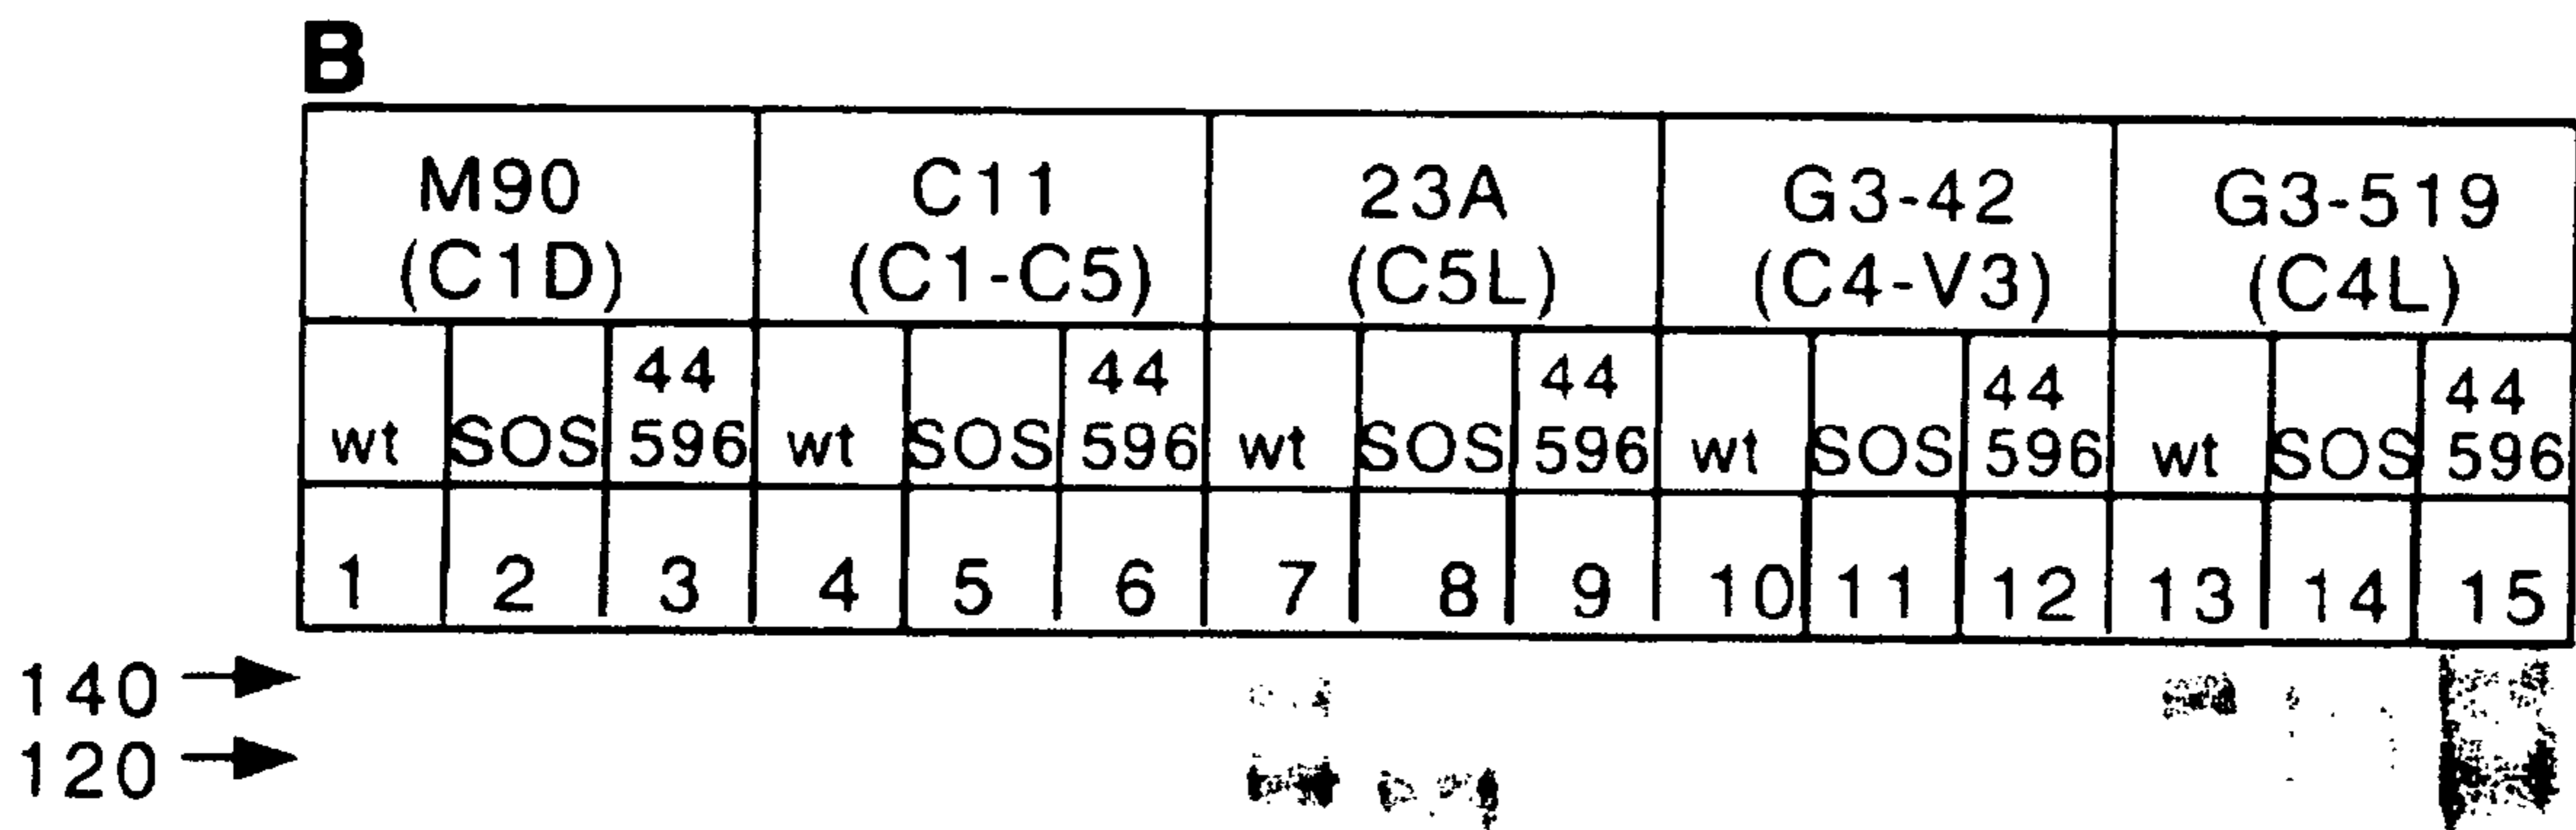 B
M90 C11 23A G3-42 G3-519
(C1D) (C1-C5) (C5L) (C4-V3) (C4L)
44 44 44 44 44
wt SOS 596 wt SOS 596 wt SOS 596 wt SOS 596 wt SOS 596
1 2 3 4 5 6 7 8 9 10 11 12 13 14 15
140
120